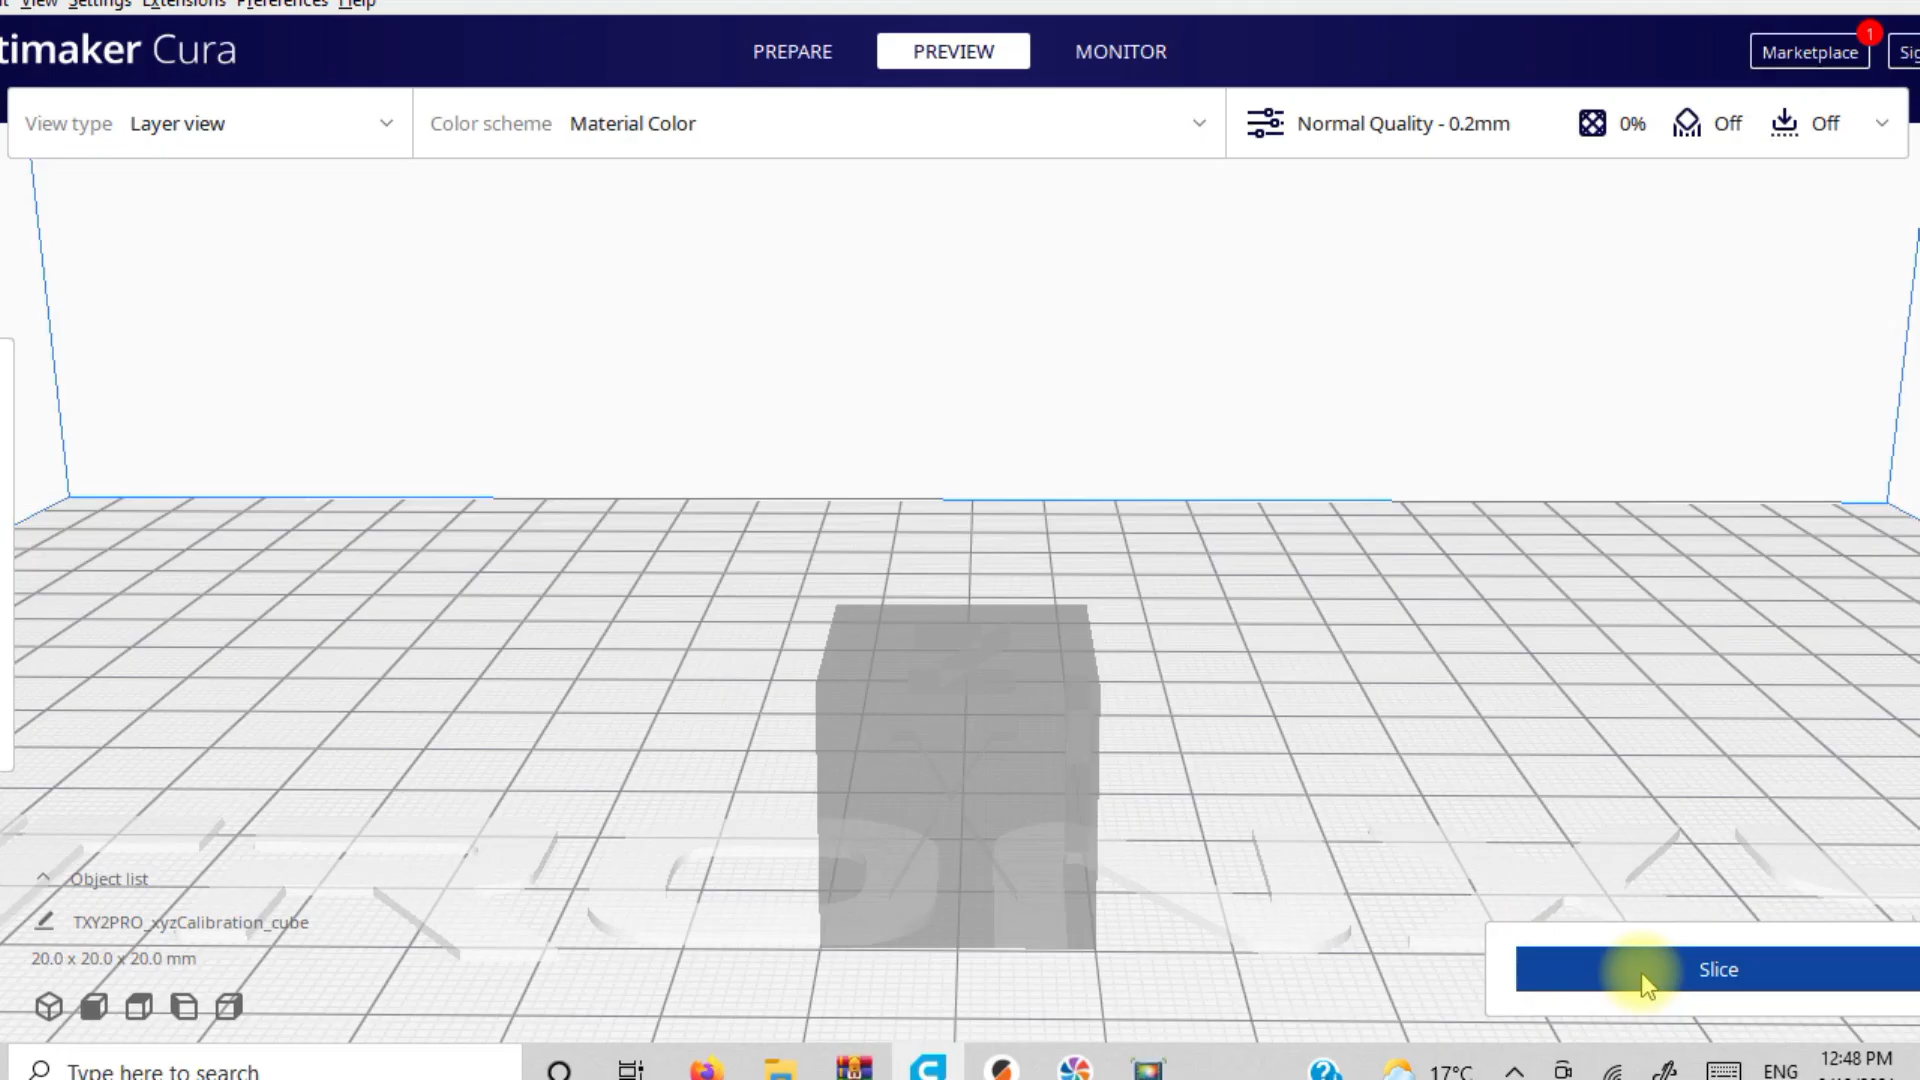 View Settings Extensions Preferences Help
timaker Cura
PREPARE
PREVIEW
MONITOR
Marketplace
1
Sig
View type
Layer view
Color scheme
Material Color
Normal Quality - 0.2mm
0%
Off
Off
Object list
TXY2PRO_xyzCalibration_cube
20.0 x 20.0 x 20.0 mm
Slice
Type here to search
17°C
ENG
12:48 PM